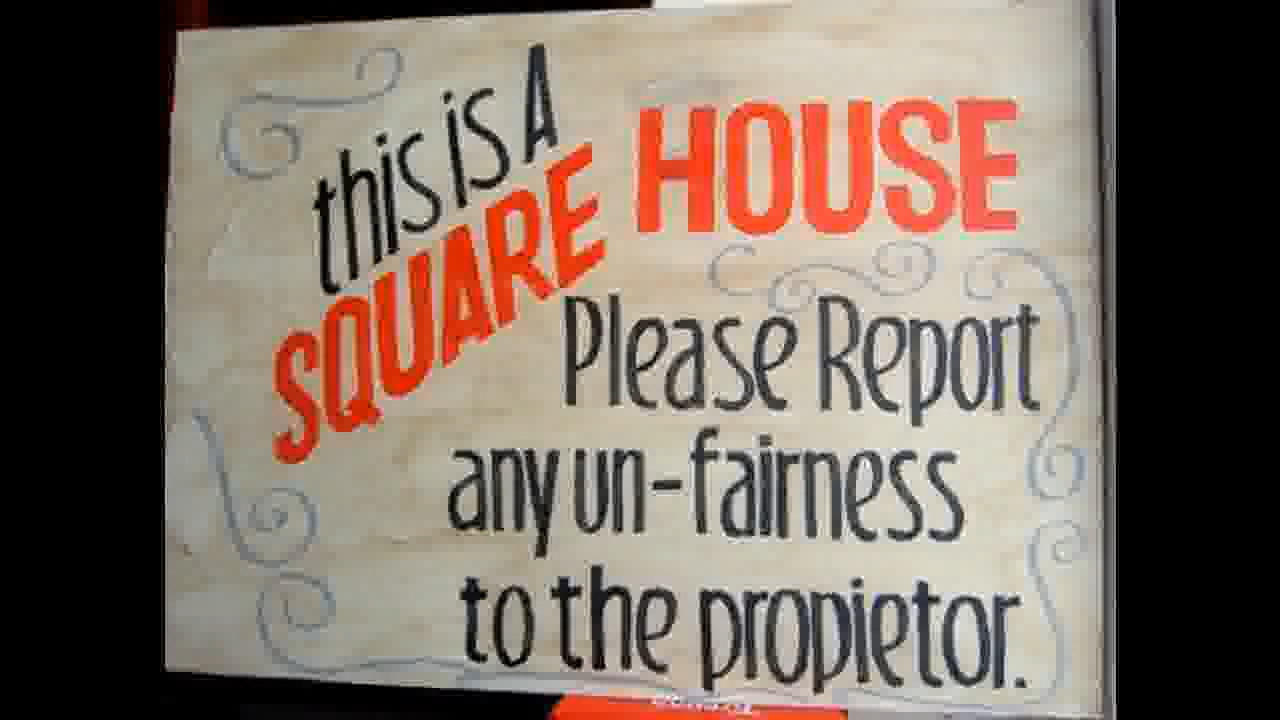 this is A
SQUARE HOUSE
Please Report
any un-fairness
to the propietor.